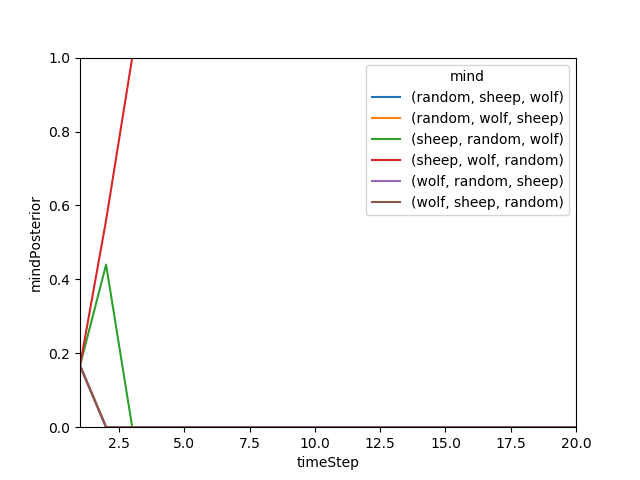 mind
(random, sheep, wolf)
(random, wolf, sheep)
(sheep, random, wolf)
(sheep, wolf, random)
(wolf, random, sheep)
(wolf, sheep, random)
mindPosterior
1.0
0.8
0.6
0.4
0.2
0.0
2.5 5.0 7.5 10.0 12.5 15.0 17.5 20.0
timeStep